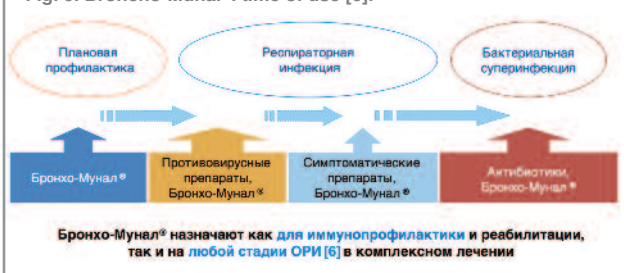 Плановая
профилактика
Респираторная
инфекция
Бактериальная
суперинфекция
Бронхо-Мунал®
Противовирусные
препараты,
Бронхо-Мунал®
Симптоматические
препараты,
Бронхо-Мунал®
Антибиотики,
Бронхо-Мунал®
Бронхо-Мунал® назначают как для иммунопрофилактики и реабилитации,
так и на любой стадии ОРИ [6] в комплексном лечении